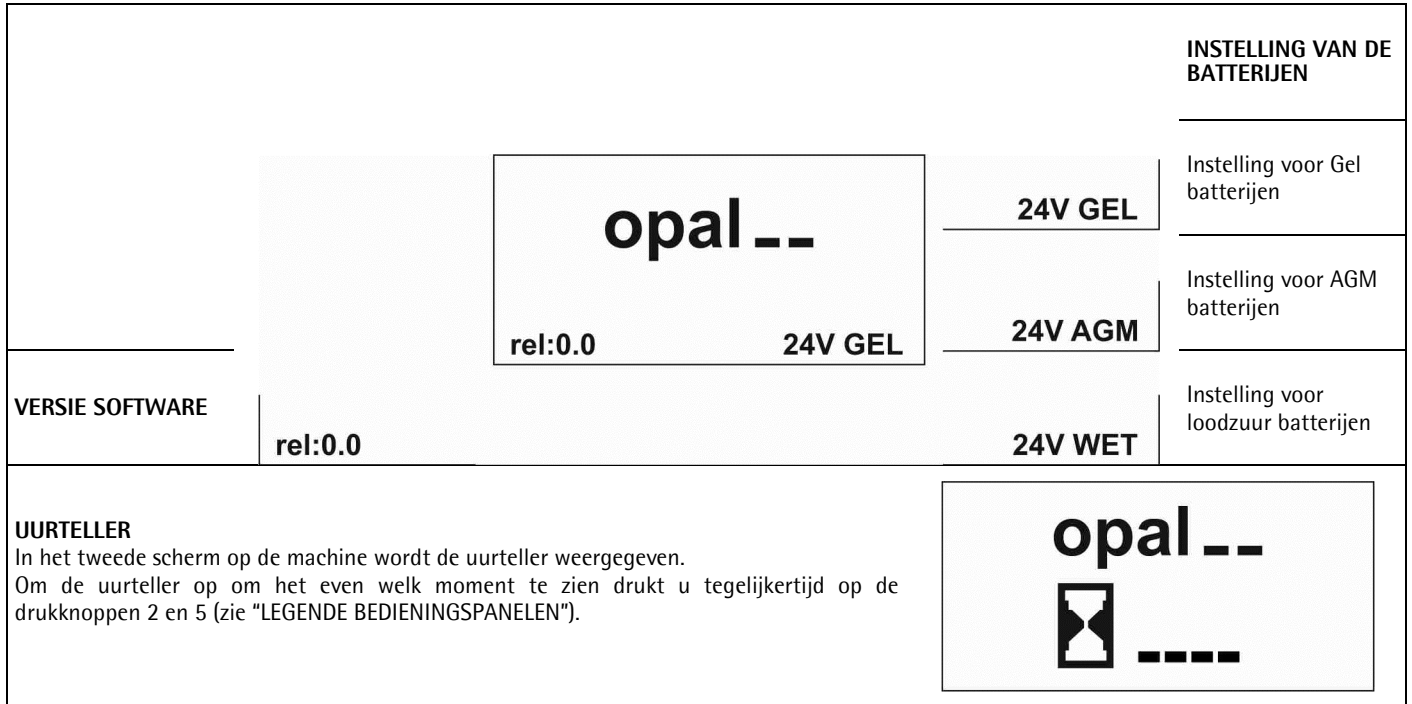 INSTELLING VAN DE
BATTERIJEN
opal _ _
rel:0.0 24V GEL
24V GEL
Instelling voor Gel
batterijen
24V AGM
Instelling voor AGM
batterijen
VERSIE SOFTWARE
rel:0.0
24V WET
Instelling voor
loodzuur batterijen
UURTELLER
In het tweede scherm op de machine wordt de uurteller weergegeven.
Om de uurteller op om het even welk moment te zien drukt u tegelijkertijd op de
drukknoppen 2 en 5 (zie “LEGENDE BEDIENINGSPANELEN”).
opal _ _
_ _ _ _